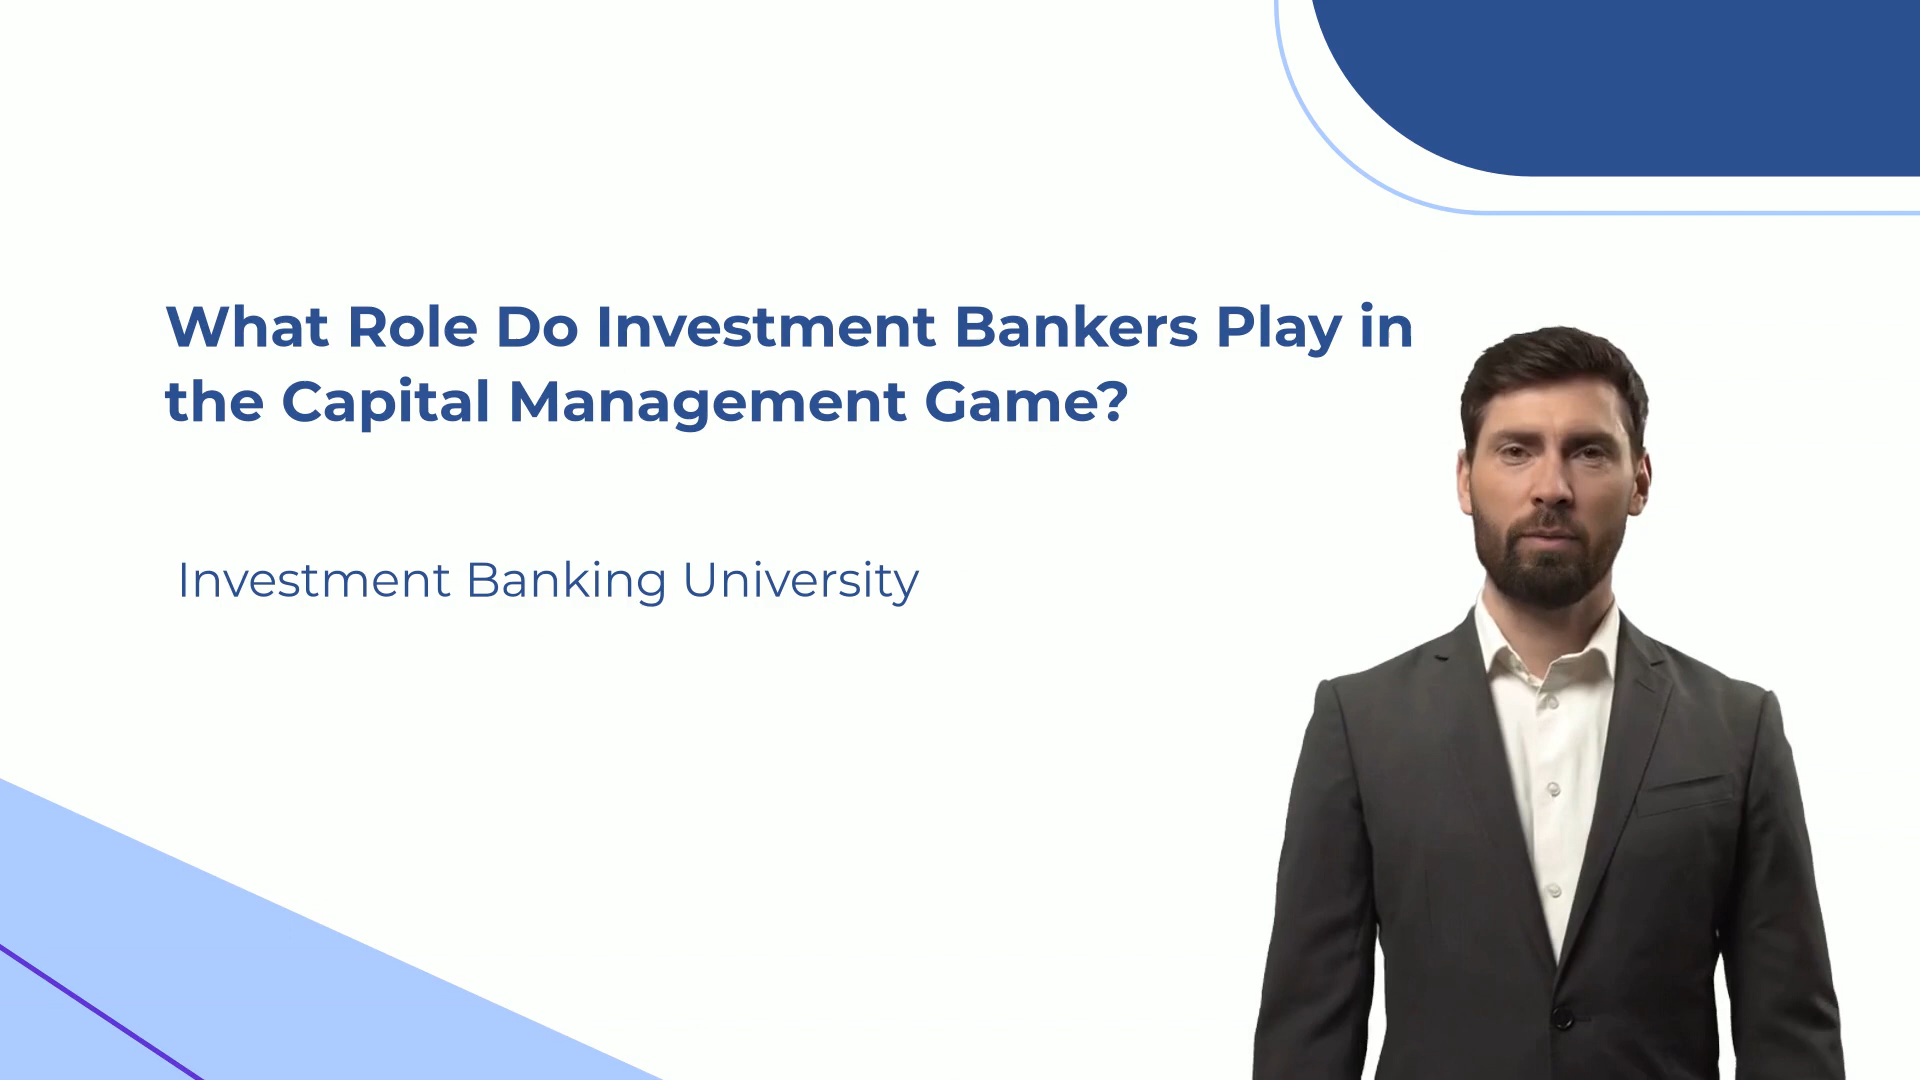 What Role Do Investment Bankers Play in
the Capital Management Game?
Investment Banking University